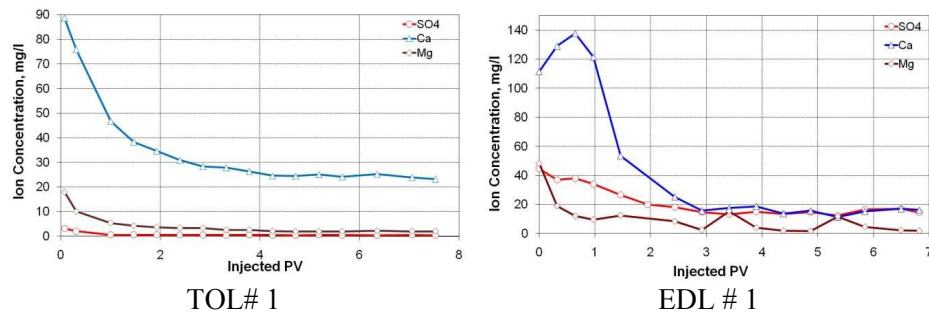 90
80
70
60
50
40
30
20
10
0
Ion Concentration, mg/l
SO4
Ca
Mg
0 2 4 6 8
Injected PV
TOL# 1
140
120
100
80
60
40
20
0
Ion Concentration, mg/l
SO4
Ca
Mg
0 1 2 3 4 5 6 7
Injected PV
EDL # 1